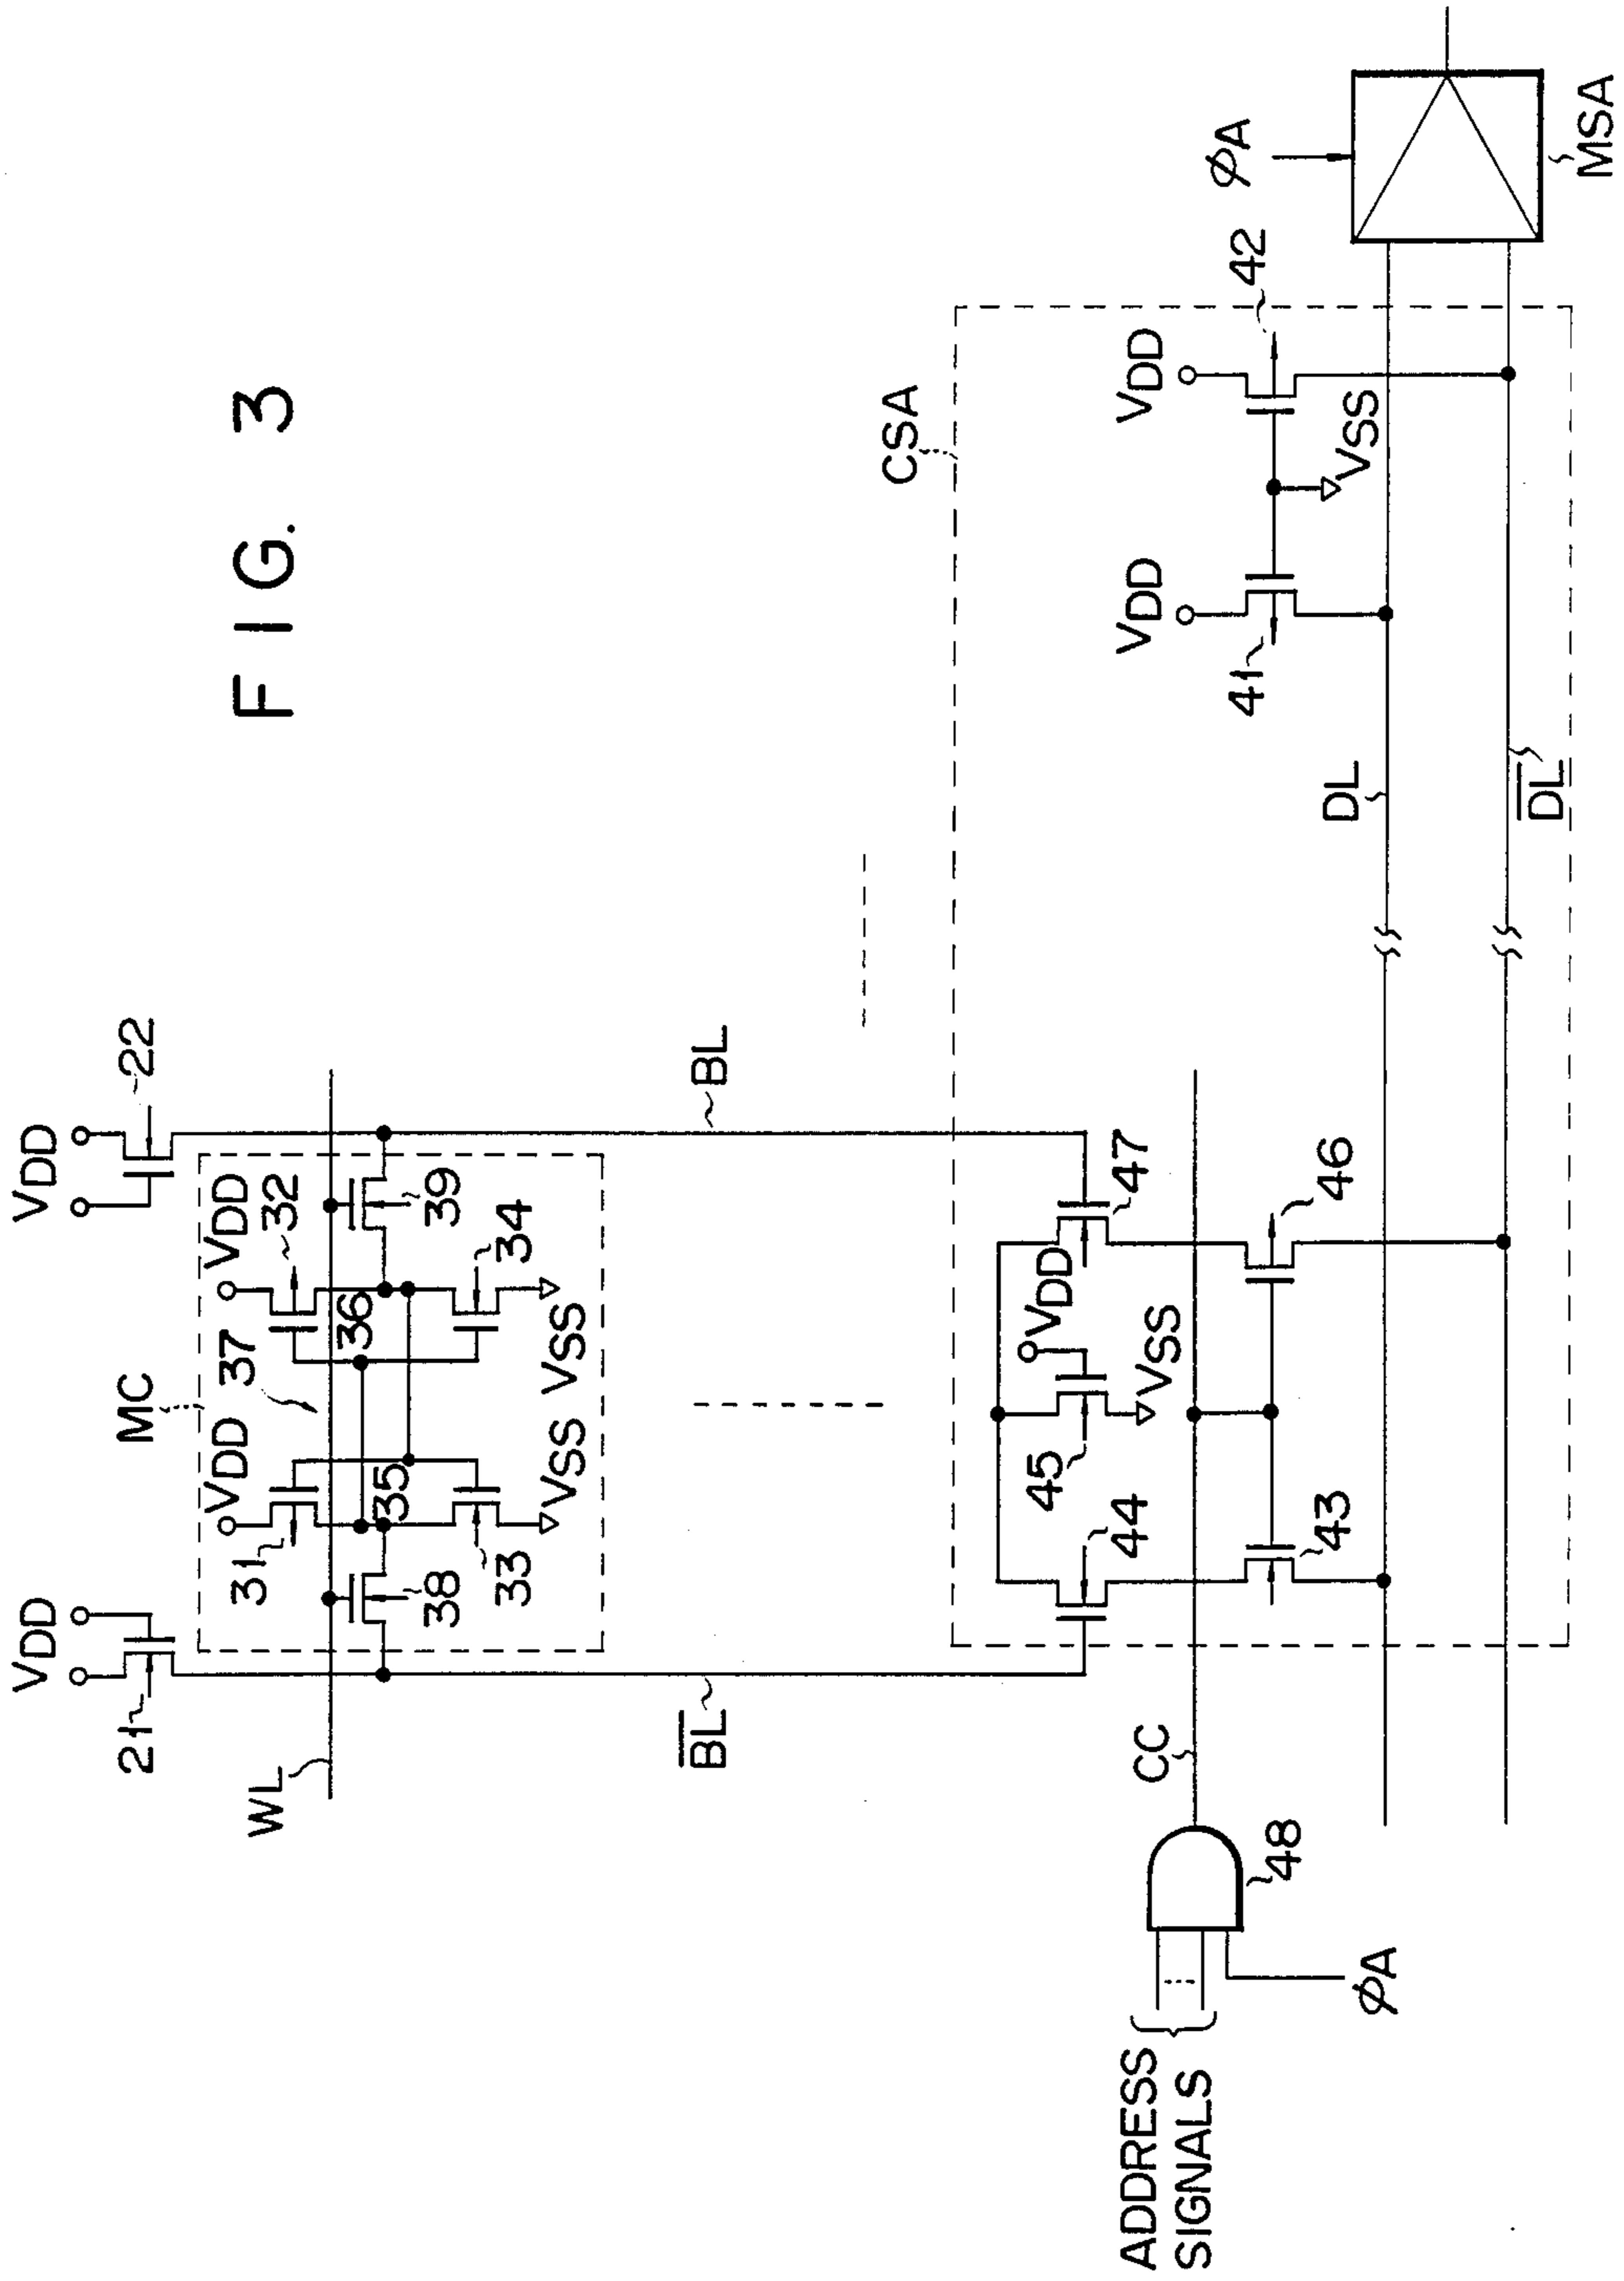 FIG. 3
VDD
VDD
21
22
MC
37
WL
VDD
VDD
31
32
35
36
38
39
33
34
VSS
VSS
BL
BL
CSA
VDD
44
45
47
VSS
CC
ADDRESS
SIGNALS
48
ϕA
43
46
VDD
VDD
41
42
VSS
DL
DL
ϕA
MSA